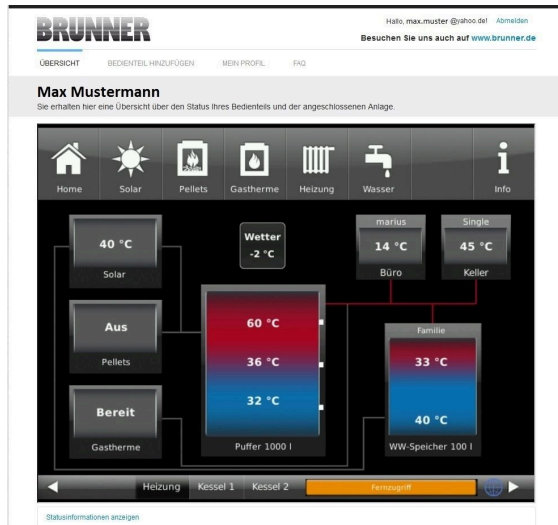 BRUNNER
Hallo, max.muster @yahoo.de! Abmelden
Besuchen Sie uns auch auf www.brunner.de
ÜBERSICHT BEDIENTEIL HINZUFÜGEN MEIN PROFIL FAQ
Max Mustermann
Sie erhalten hier eine Übersicht über den Status Ihres Bedienteils und der angeschlossenen Anlage.
Home Solar Pellets Gastherme Heizung Wasser Info
40 °C
Solar
Wetter
-2 °C
marius
14 °C
Büro
Single
45 °C
Keller
Aus
Pellets
60 °C
36 °C
32 °C
Puffer 1000 l
Familie
33 °C
40 °C
WW-Speicher 100 l
Bereit
Gastherme
Heizung Kessel 1 Kessel 2 Fernzugriff
Statusinformationen anzeigen